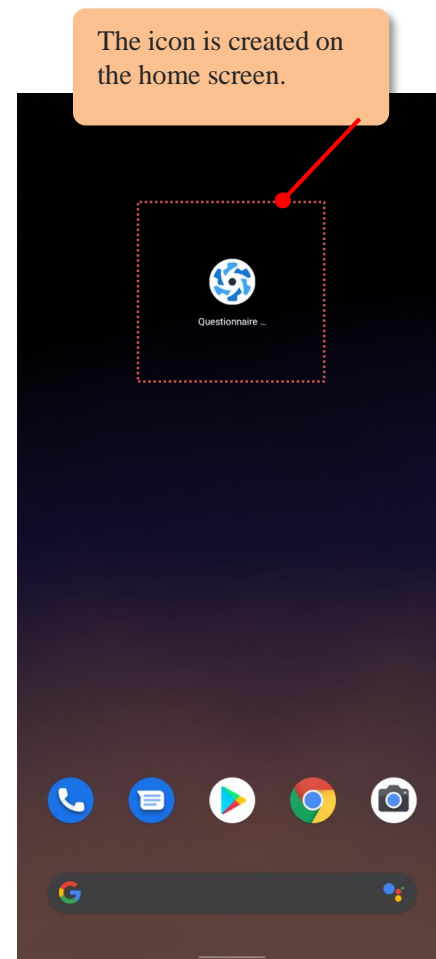 The icon is created on
the home screen.
Questionnaire ...